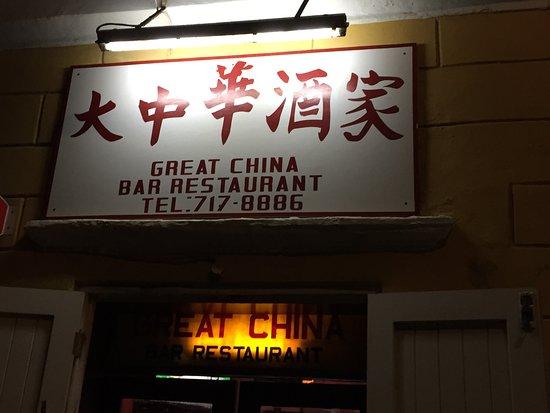 大中華酒家
GREAT CHINA
BAR RESTAURANT
TEL:717-8886
GREAT CHINA
BAR RESTAURANT